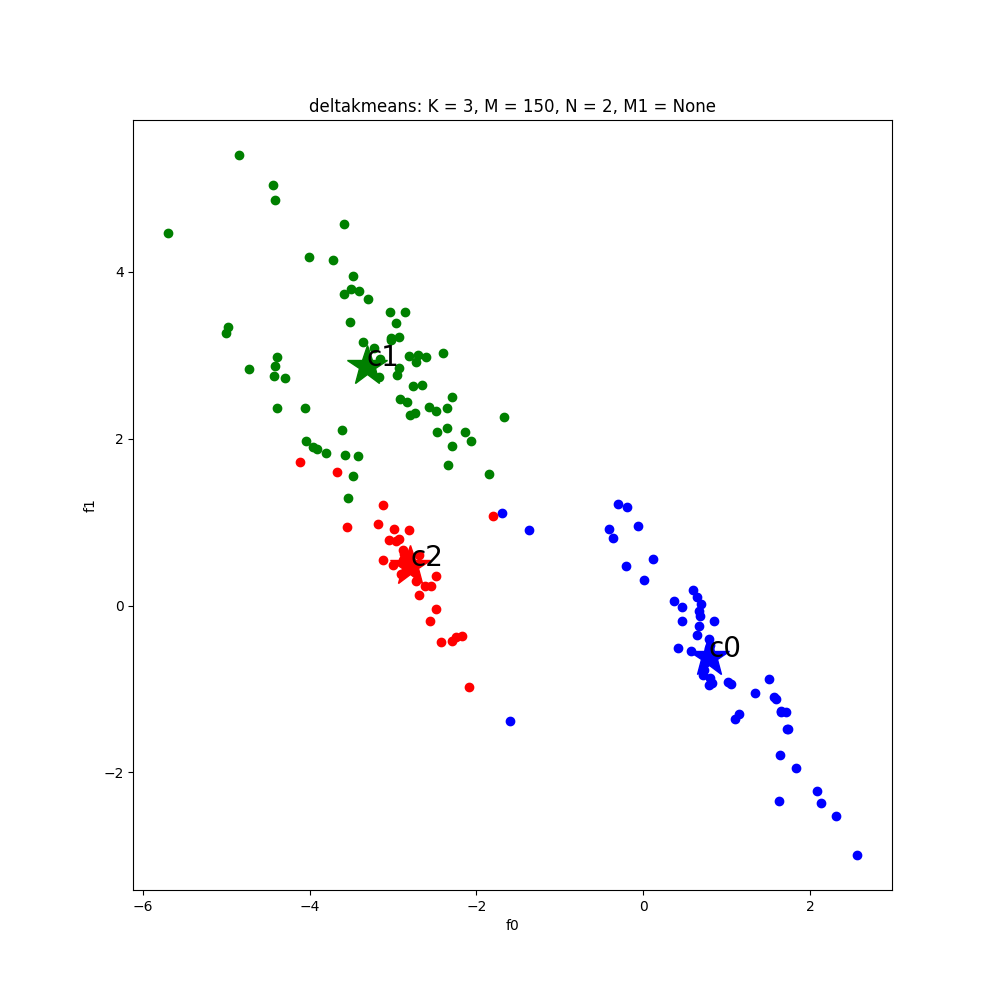 deltakmeans: K = 3, M = 150, N = 2, M1 = None
f1
4
2
0
−2
c1
c2
c0
−6
−4
−2
0
2
f0